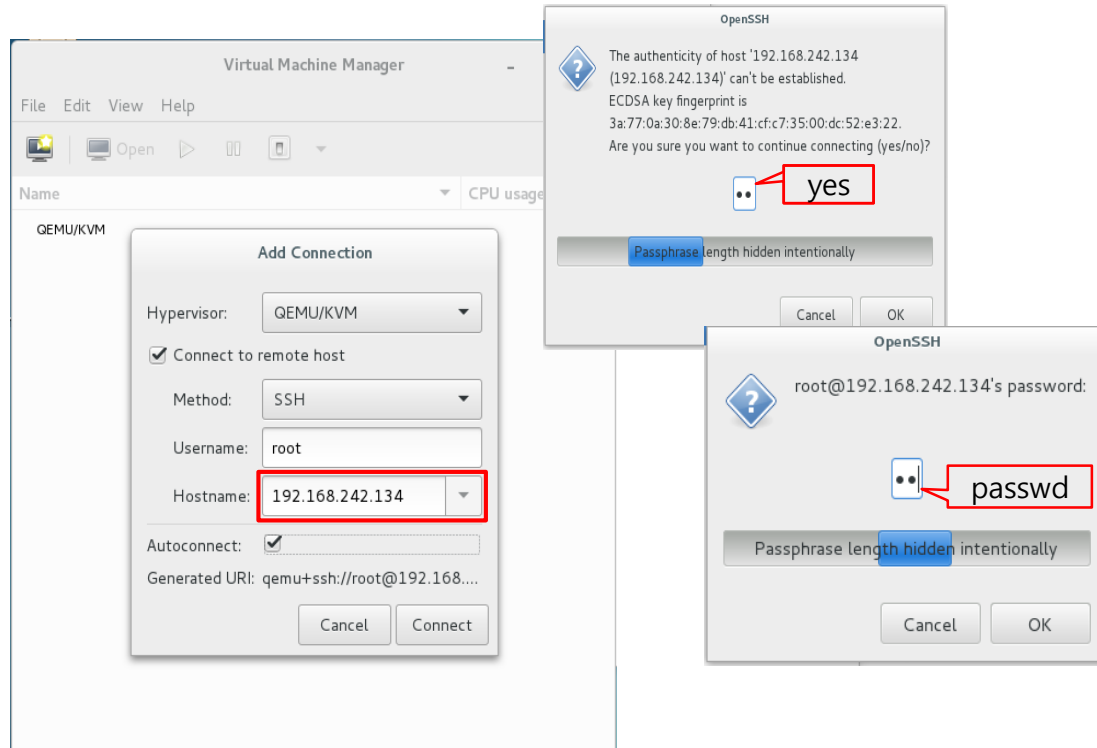 Virtual Machine Manager
-
File Edit View Help
Open
Name
CPU usage
QEMU/KVM
Add Connection
Hypervisor:
QEMU/KVM
Connect to remote host
Method:
SSH
Username:
root
Hostname:
192.168.242.134
Autoconnect:
Generated URI: qemu+ssh://root@192.168....
Cancel
Connect
OpenSSH
The authenticity of host '192.168.242.134
(192.168.242.134)' can't be established.
ECDSA key fingerprint is
3a:77:0a:30:8e:79:db:41:cf:c7:35:00:dc:52:e3:22.
Are you sure you want to continue connecting (yes/no)?
yes
Passphrase length hidden intentionally
Cancel
OK
OpenSSH
root@192.168.242.134's password:
passwd
Passphrase length hidden intentionally
Cancel
OK